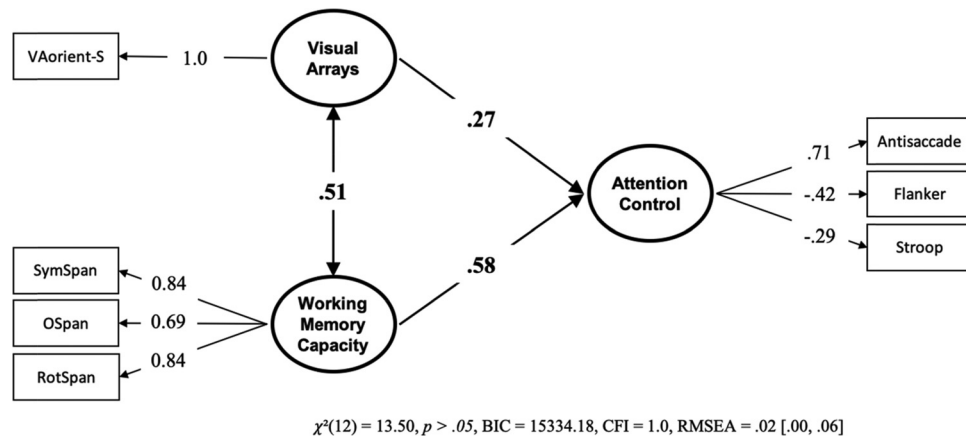 Visual
Arrays
VAorient-S
1.0
.27
.51
Antisaccade
.71
Attention
Control
-.42
Flanker
-.29
Stroop
SymSpan
0.84
.58
OSpan
0.69
Working
Memory
Capacity
RotSpan
0.84
χ²(12) = 13.50, p > .05, BIC = 15334.18, CFI = 1.0, RMSEA = .02 [.00, .06]